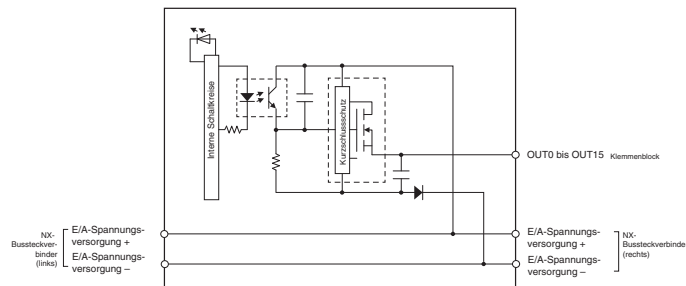 Interne Schaltkreise
Kurzschlussschutz
OUT0 bis OUT15 Klemmenblock
NX-
Bussteckver-
binder
(links)
E/A-Spannungs-
versorgung +
E/A-Spannungs-
versorgung –
E/A-Spannungs-
versorgung +
E/A-Spannungs-
versorgung –
NX-
Bussteckverbinde
(rechts)